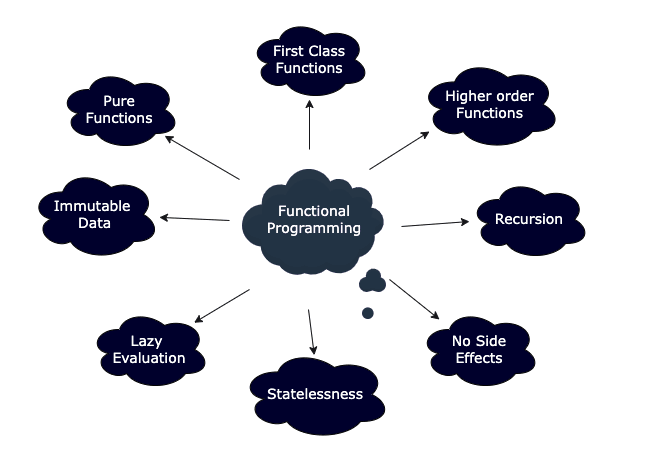 First Class
Functions
Pure
Functions
Higher order
Functions
Immutable
Data
Functional
Programming
Recursion
Lazy
Evaluation
No Side
Effects
Statelessness